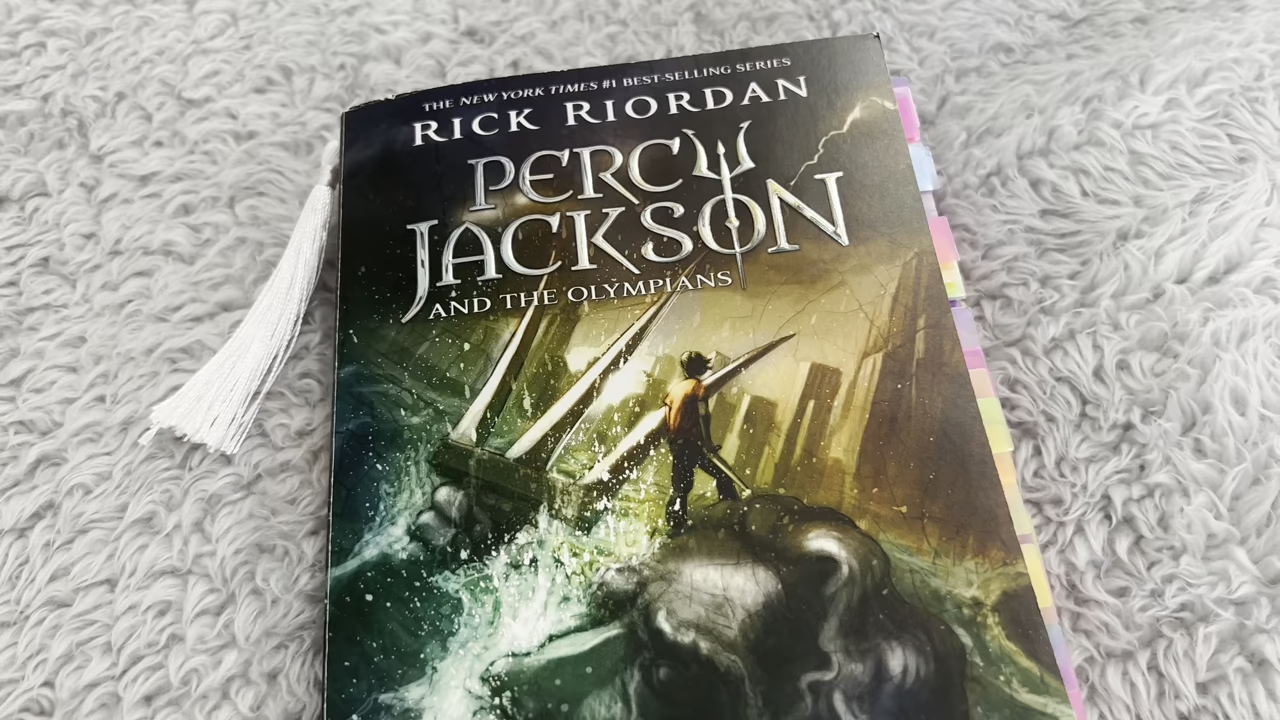 THE NEW YORK TIMES #1 BEST-SELLING SERIES
RICK RIORDAN
PERCY
JACKSON
AND THE OLYMPIANS